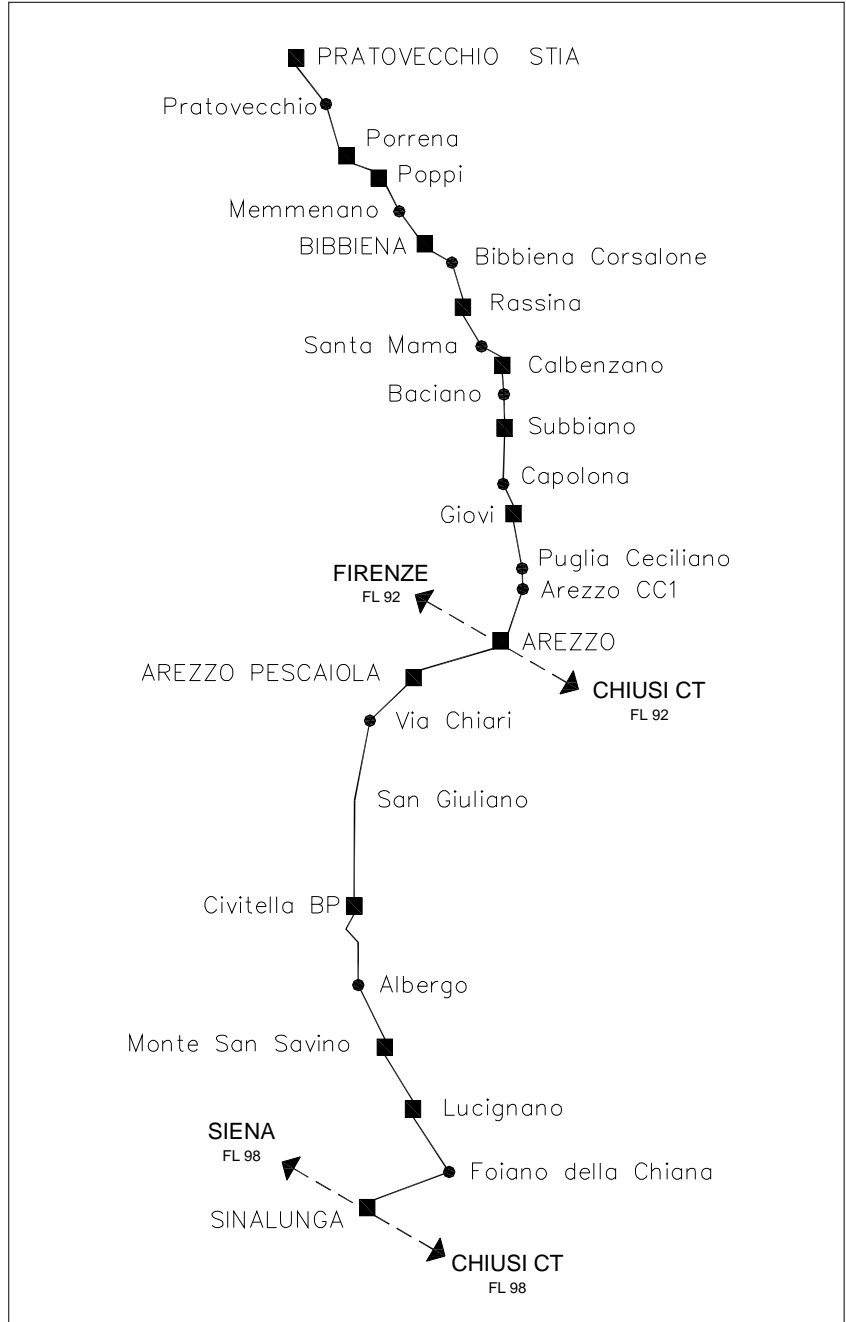 PRATOVECCHIO STIA
Pratovecchio
Porrena
Poppi
Memmenano
BIBBIENA
Bibbiena Corsalone
Rassina
Santa Mama
Calbenzano
Baciano
Subbiano
Capolona
Giovi
Puglia Ceciliano
FIRENZE
FL 92
Arezzo CC1
AREZZO
AREZZO PESCAIOLA
CHIUSI CT
FL 92
Via Chiari
San Giuliano
Civitella BP
Albergo
Monte San Savino
Lucignano
SIENA
FL 98
Foiano della Chiana
SINALUNGA
CHIUSI CT
FL 98